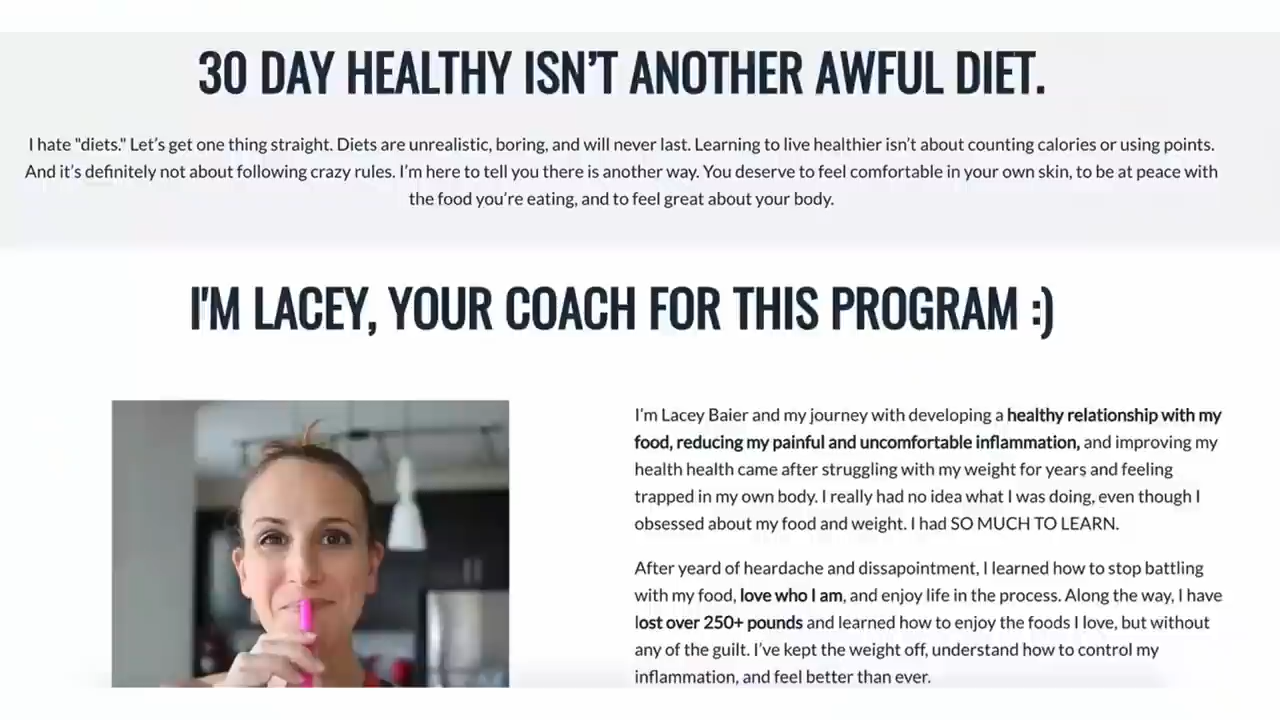 30 DAY HEALTHY ISN’T ANOTHER AWFUL DIET.
I hate "diets." Let’s get one thing straight. Diets are unrealistic, boring, and will never last. Learning to live healthier isn’t about counting calories or using points.
And it’s definitely not about following crazy rules. I’m here to tell you there is another way. You deserve to feel comfortable in your own skin, to be at peace with
the food you’re eating, and to feel great about your body.
I'M LACEY, YOUR COACH FOR THIS PROGRAM :)
I’m Lacey Baier and my journey with developing a healthy relationship with my
food, reducing my painful and uncomfortable inflammation, and improving my
health health came after struggling with my weight for years and feeling
trapped in my own body. I really had no idea what I was doing, even though I
obsessed about my food and weight. I had SO MUCH TO LEARN.
After yeard of heardache and dissapointment, I learned how to stop battling
with my food, love who I am, and enjoy life in the process. Along the way, I have
lost over 250+ pounds and learned how to enjoy the foods I love, but without
any of the guilt. I’ve kept the weight off, understand how to control my
inflammation, and feel better than ever.